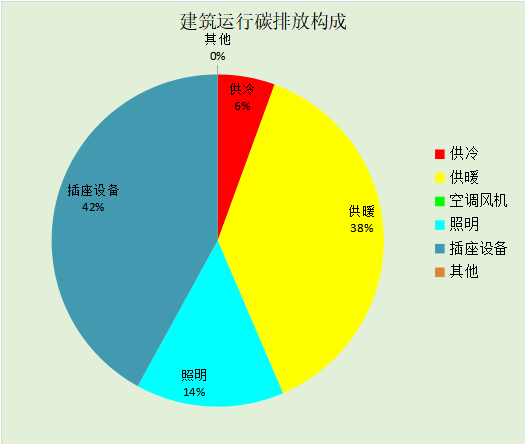 建筑运行碳排放构成
其他
0%
供冷
6%
供暖
38%
照明
14%
插座设备
42%
供冷
供暖
空调风机
照明
插座设备
其他